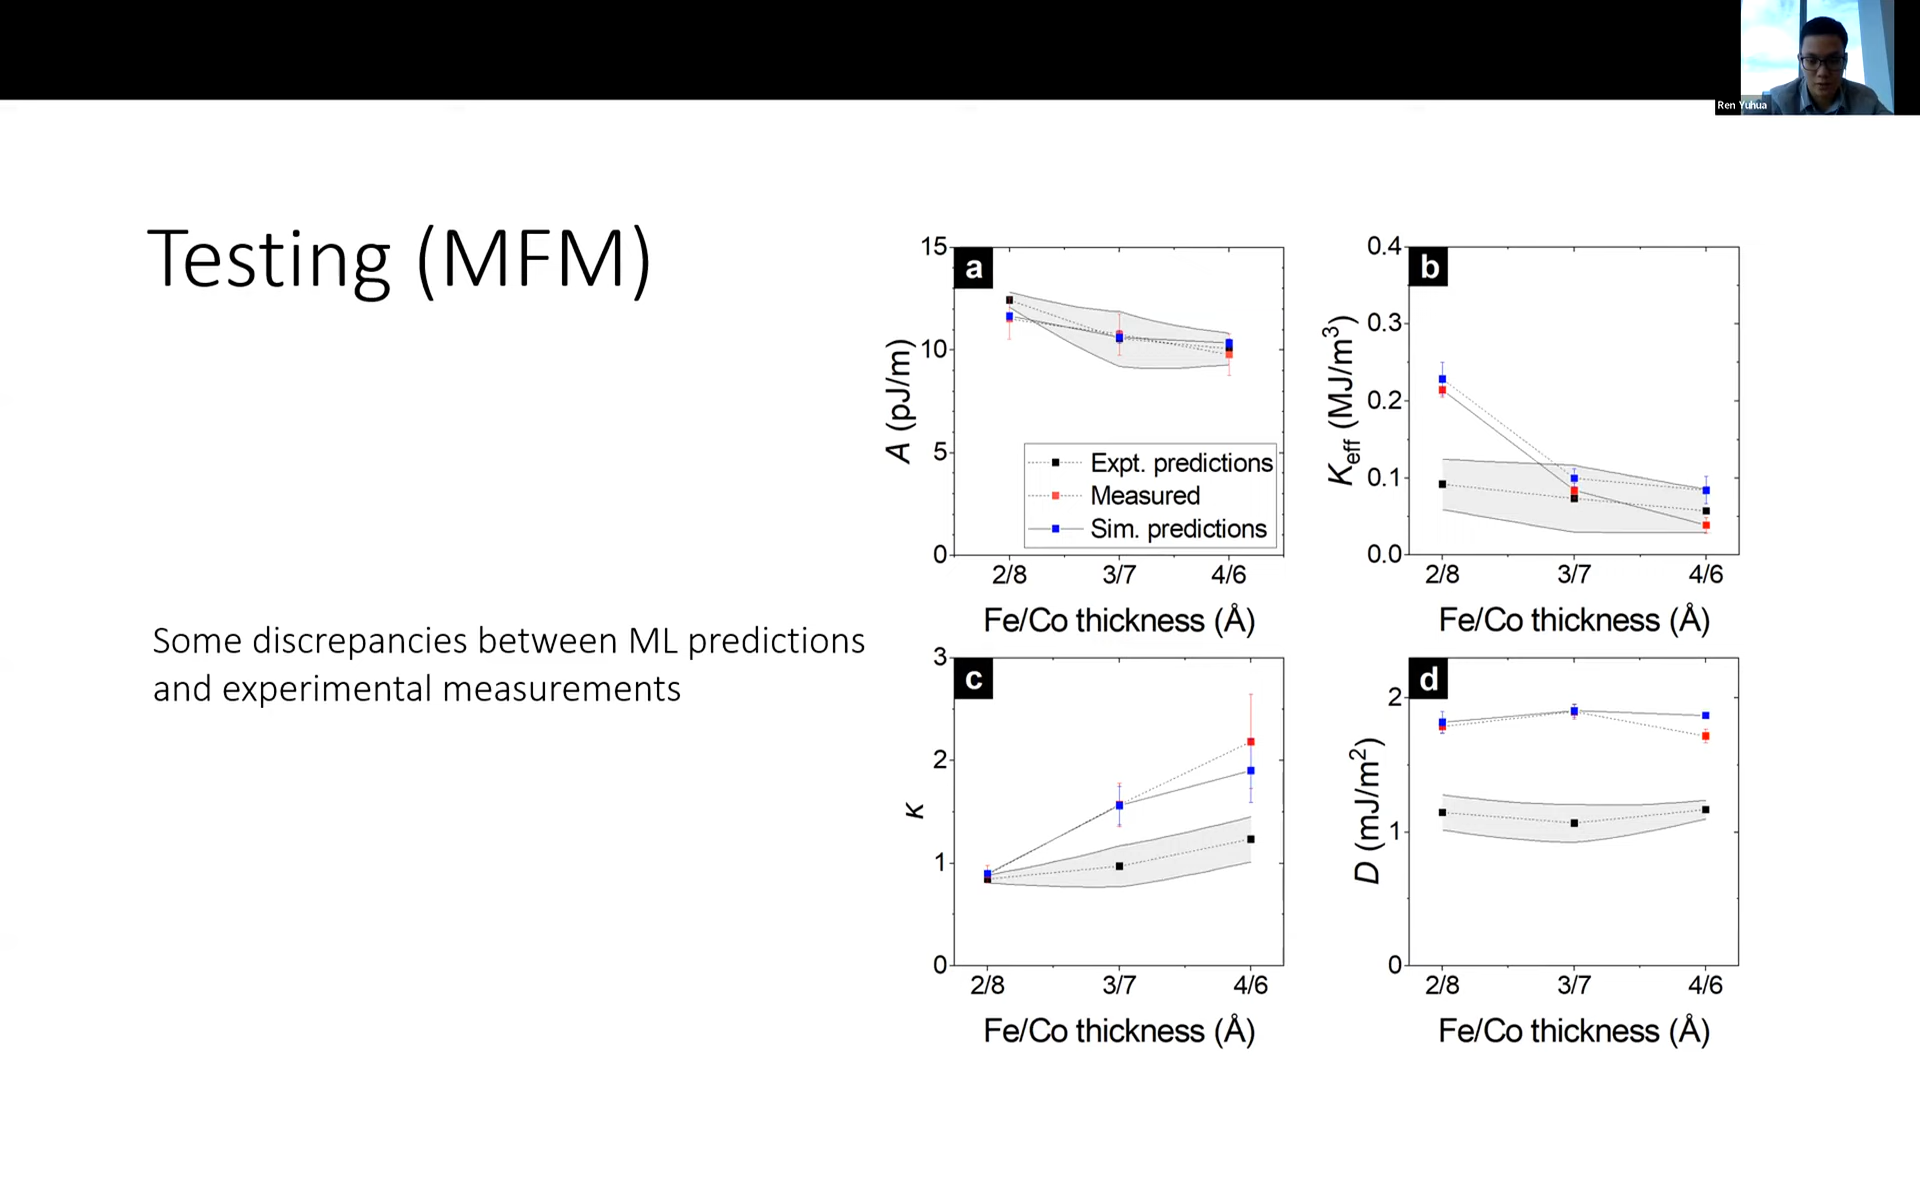 Ren Yuhua
Testing (MFM)
Some discrepancies between ML predictions
and experimental measurements
a
15
10
5
0
A (pJ/m)
Expt. predictions
Measured
Sim. predictions
2/8 3/7 4/6
Fe/Co thickness (Å)
b
0.4
0.3
0.2
0.1
0.0
Keff (MJ/m³)
2/8 3/7 4/6
Fe/Co thickness (Å)
c
3
2
1
0
κ
2/8 3/7 4/6
Fe/Co thickness (Å)
d
2
1
0
D (mJ/m²)
2/8 3/7 4/6
Fe/Co thickness (Å)